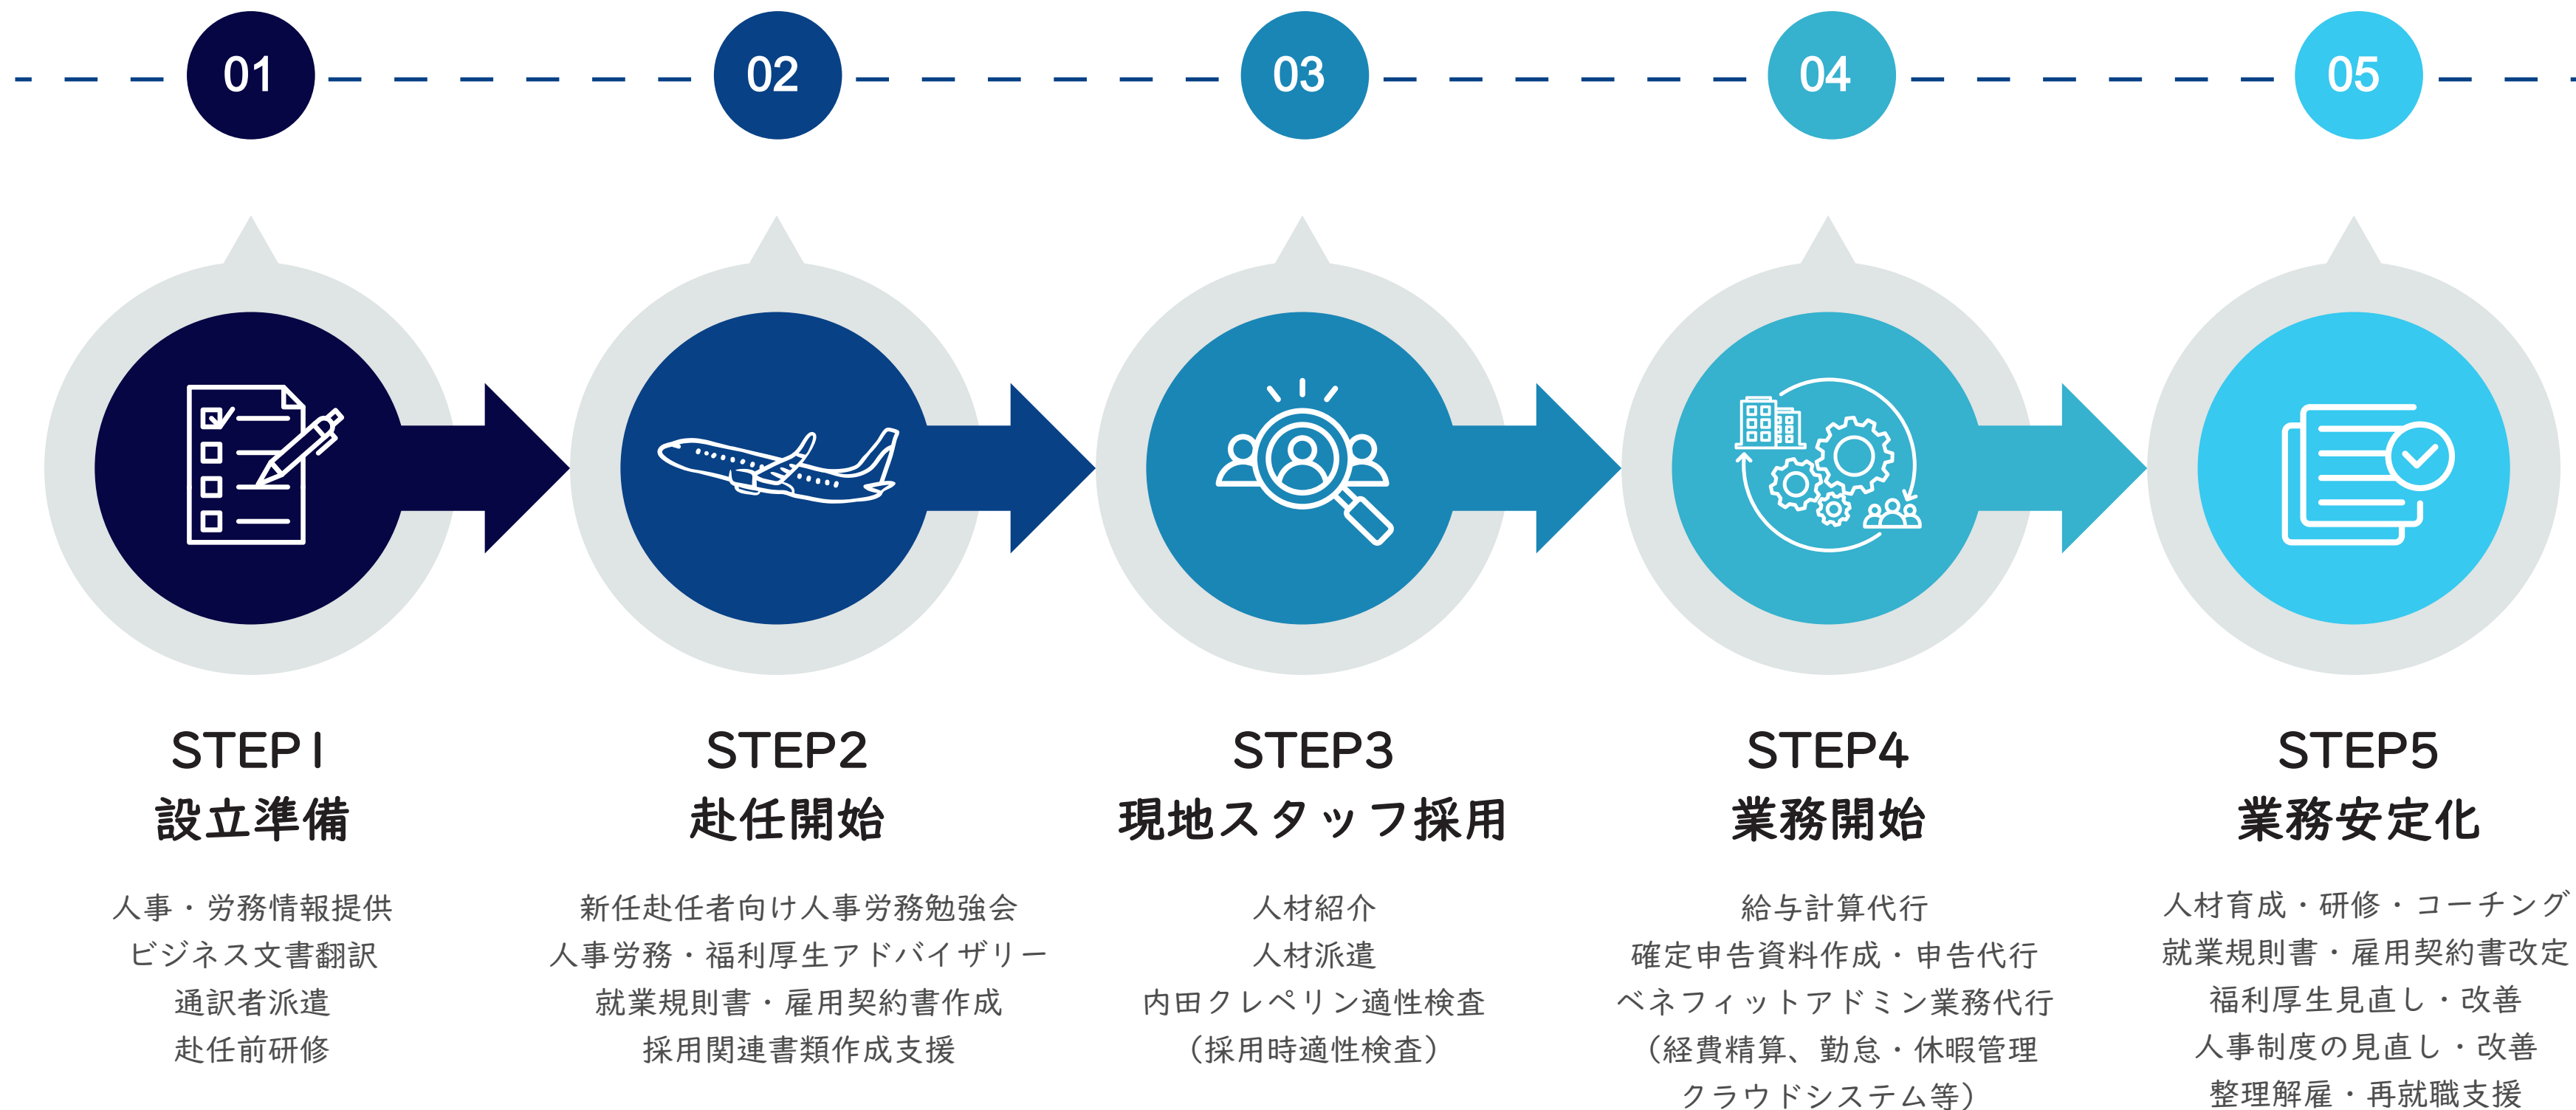 01
02
03
04
05
STEP1
設立準備
人事・労務情報提供
ビジネス文書翻訳
通訳者派遣
赴任前研修
STEP2
赴任開始
新任赴任者向け人事労務勉強会
人事労務・福利厚生アドバイザリー
就業規則書・雇用契約書作成
採用関連書類作成支援
STEP3
現地スタッフ採用
人材紹介
人材派遣
内田クレペリン適性検査
（採用時適性検査）
STEP4
業務開始
給与計算代行
確定申告資料作成・申告代行
ベネフィットアドミン業務代行
（経費精算、勤怠・休暇管理
クラウドシステム等）
STEP5
業務安定化
人材育成・研修・コーチング
就業規則書・雇用契約書改定
福利厚生見直し・改善
人事制度の見直し・改善
整理解雇・再就職支援